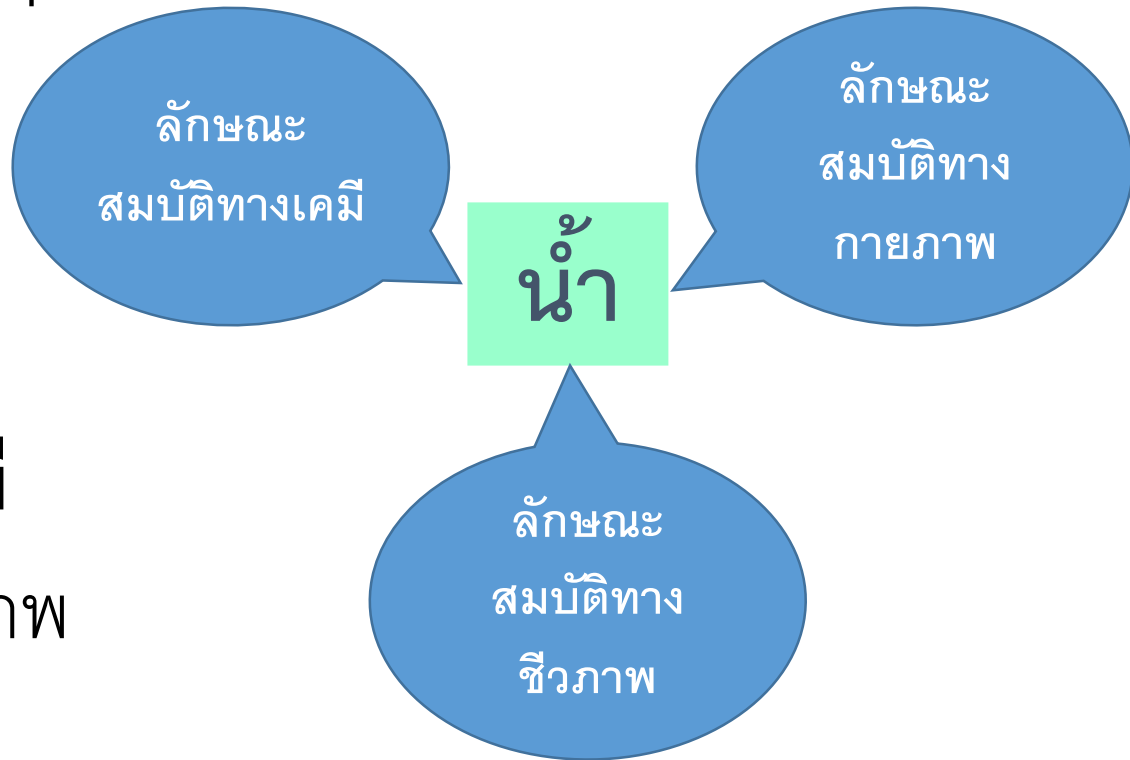 ลักษณะ
สมบัติทางเคมี
ลักษณะ
สมบัติทาง
กายภาพ
น้ำ
ลักษณะ
สมบัติทาง
ชีวภาพ